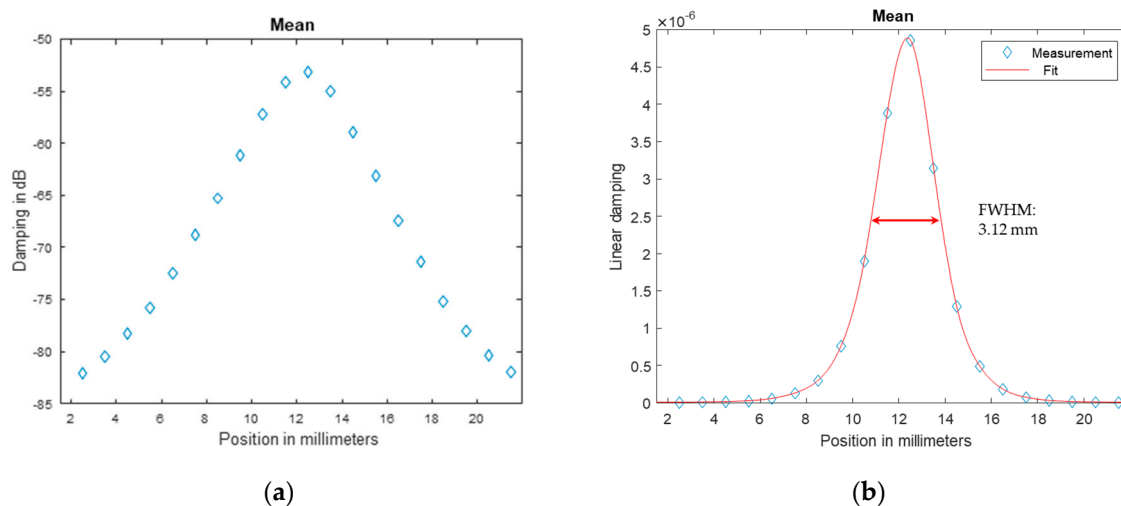 Mean
-50
-55
-60
-65
-70
-75
-80
-85
Damping in dB
2 4 6 8 10 12 14 16 18 20
Position in millimeters
(a)
×10⁻⁶
Mean
5
4.5
4
3.5
3
2.5
2
1.5
1
0.5
0
Linear damping
Measurement
Fit
FWHM:
3.12 mm
2 4 6 8 10 12 14 16 18 20
Position in millimeters
(b)